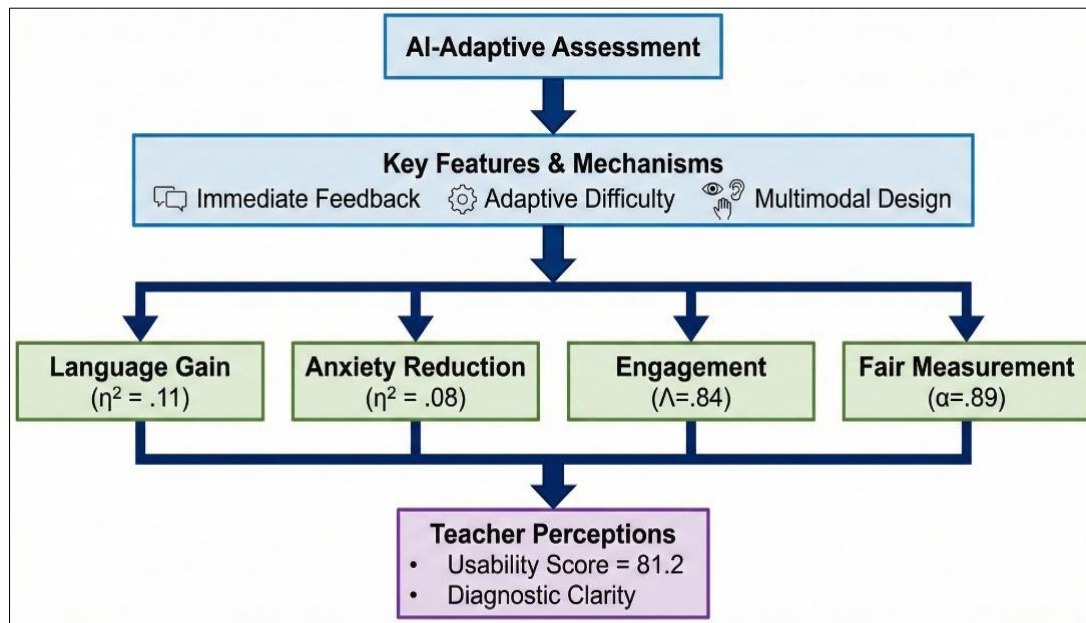 AI-Adaptive Assessment
Key Features & Mechanisms
Immediate Feedback Adaptive Difficulty Multimodal Design
Language Gain
(η² = .11)
Anxiety Reduction
(η² = .08)
Engagement
(Λ=.84)
Fair Measurement
(α=.89)
Teacher Perceptions
• Usability Score = 81.2
• Diagnostic Clarity